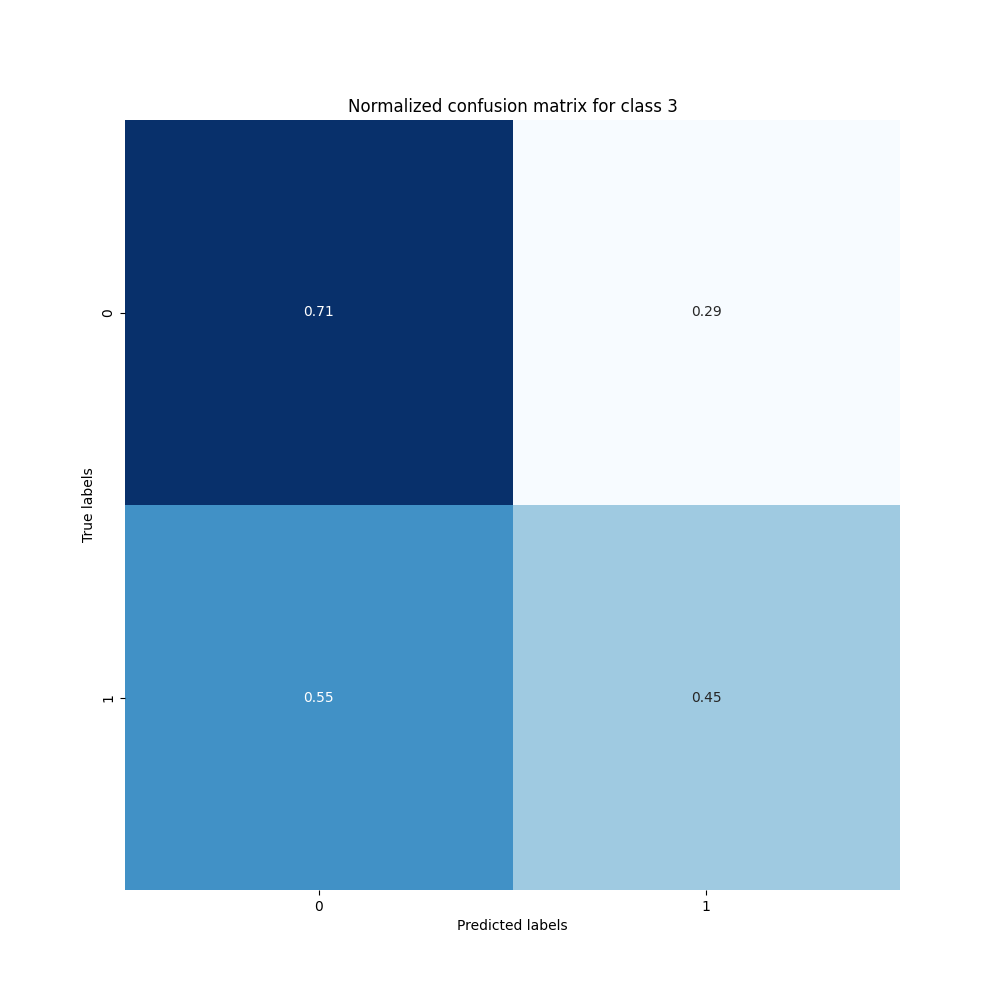 Normalized confusion matrix for class 3
0
0.71
0.29
True labels
1
0.55
0.45
0
1
Predicted labels